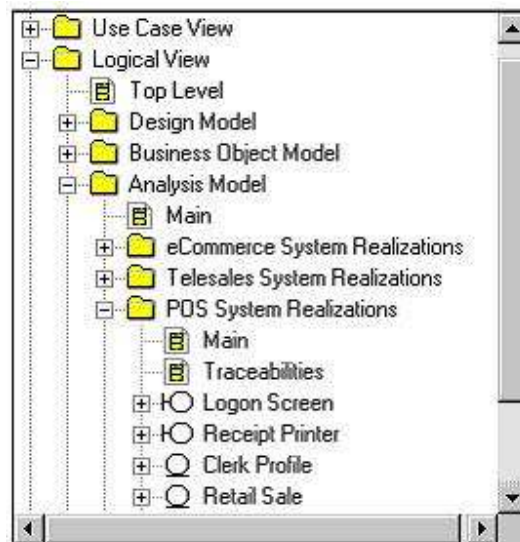 Use Case View
Logical View
Top Level
Design Model
Business Object Model
Analysis Model
Main
eCommerce System Realizations
Telesales System Realizations
POS System Realizations
Main
Traceabilities
Logon Screen
Receipt Printer
Clerk Profile
Retail Sale